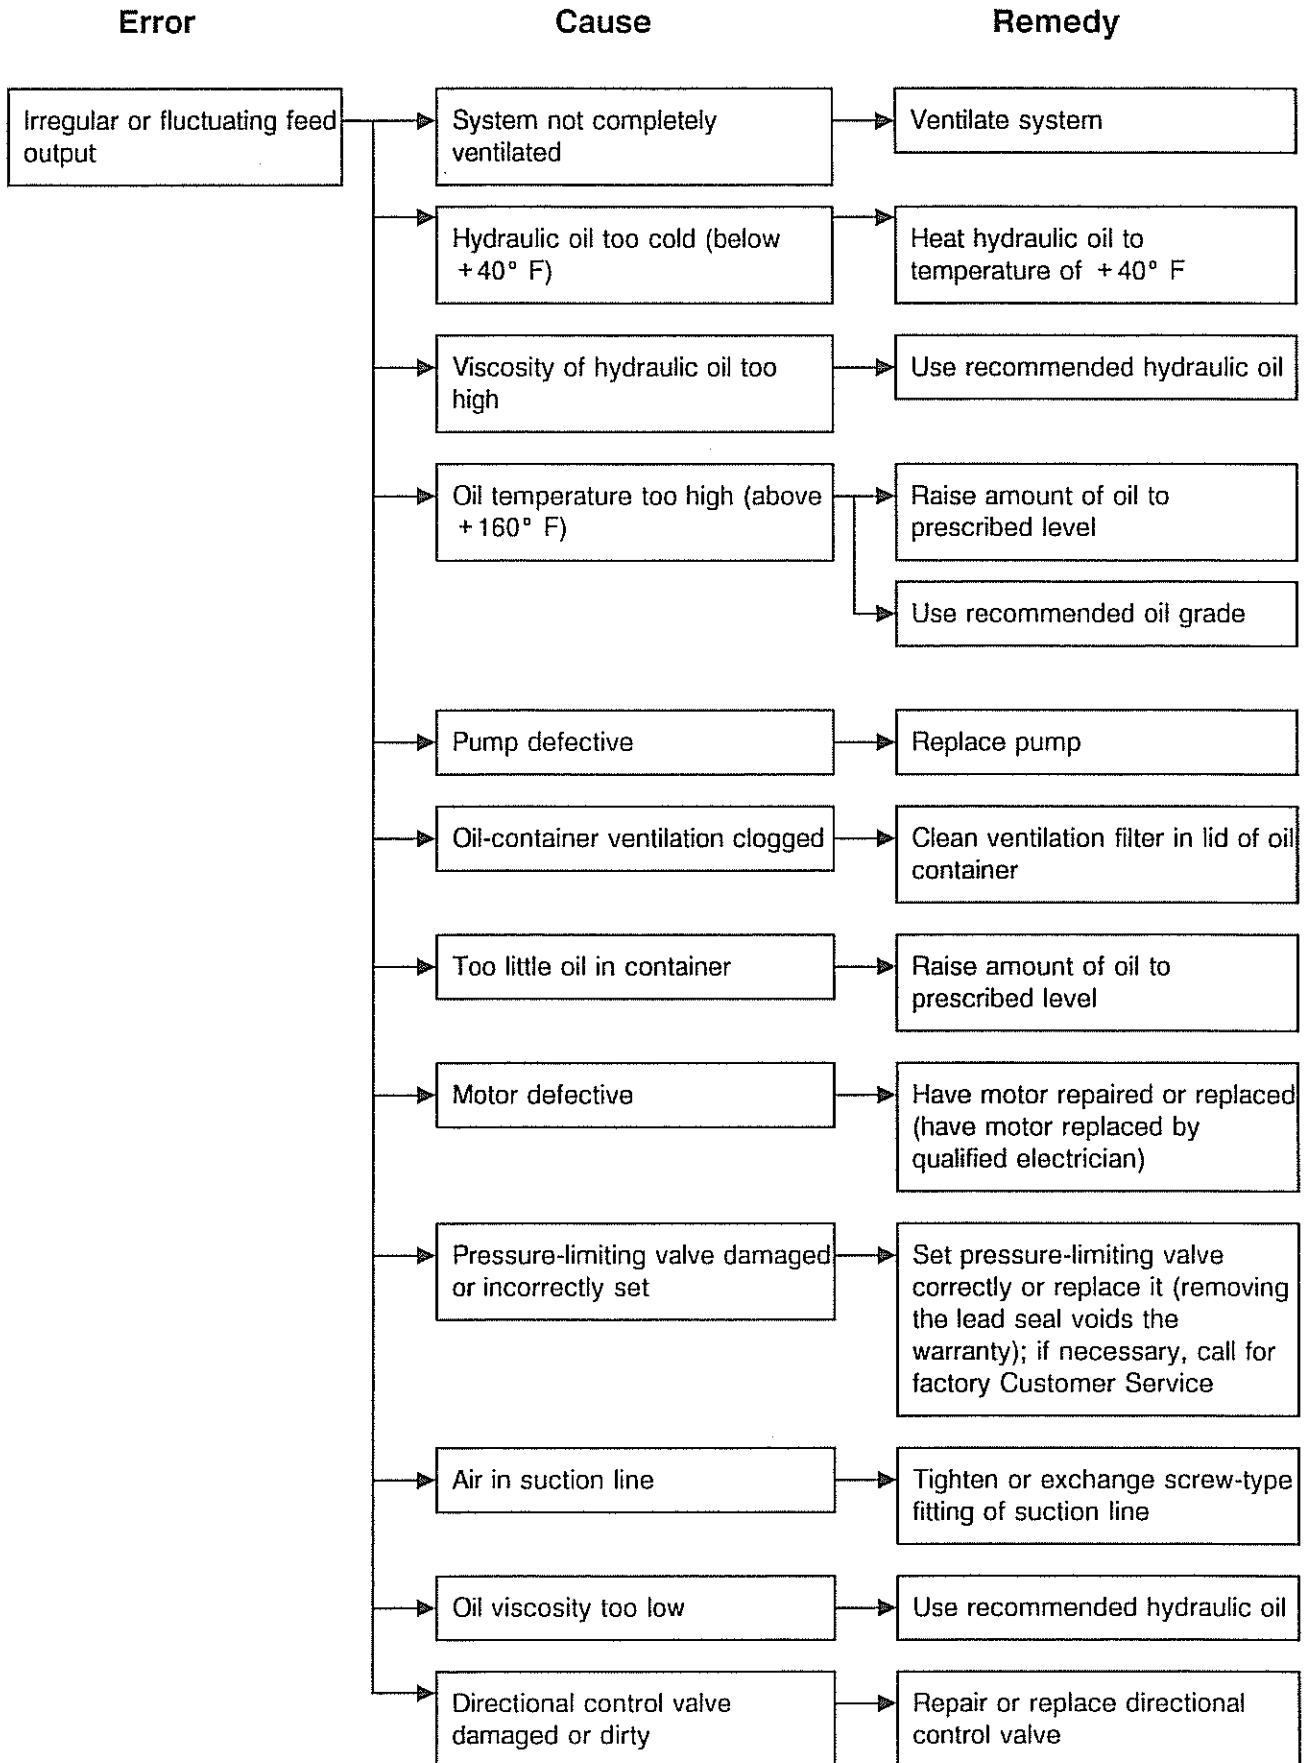 Error
Cause
Remedy
Irregular or fluctuating feed
output
System not completely
ventilated
Ventilate system
Hydraulic oil too cold (below
+40° F)
Heat hydraulic oil to
temperature of +40° F
Viscosity of hydraulic oil too
high
Use recommended hydraulic oil
Oil temperature too high (above
+160° F)
Raise amount of oil to
prescribed level
Use recommended oil grade
Pump defective
Replace pump
Oil-container ventilation clogged
Clean ventilation filter in lid of oil
container
Too little oil in container
Raise amount of oil to
prescribed level
Motor defective
Have motor repaired or replaced
(have motor replaced by
qualified electrician)
Pressure-limiting valve damaged
or incorrectly set
Set pressure-limiting valve
correctly or replace it (removing
the lead seal voids the
warranty); if necessary, call for
factory Customer Service
Air in suction line
Tighten or exchange screw-type
fitting of suction line
Oil viscosity too low
Use recommended hydraulic oil
Directional control valve
damaged or dirty
Repair or replace directional
control valve